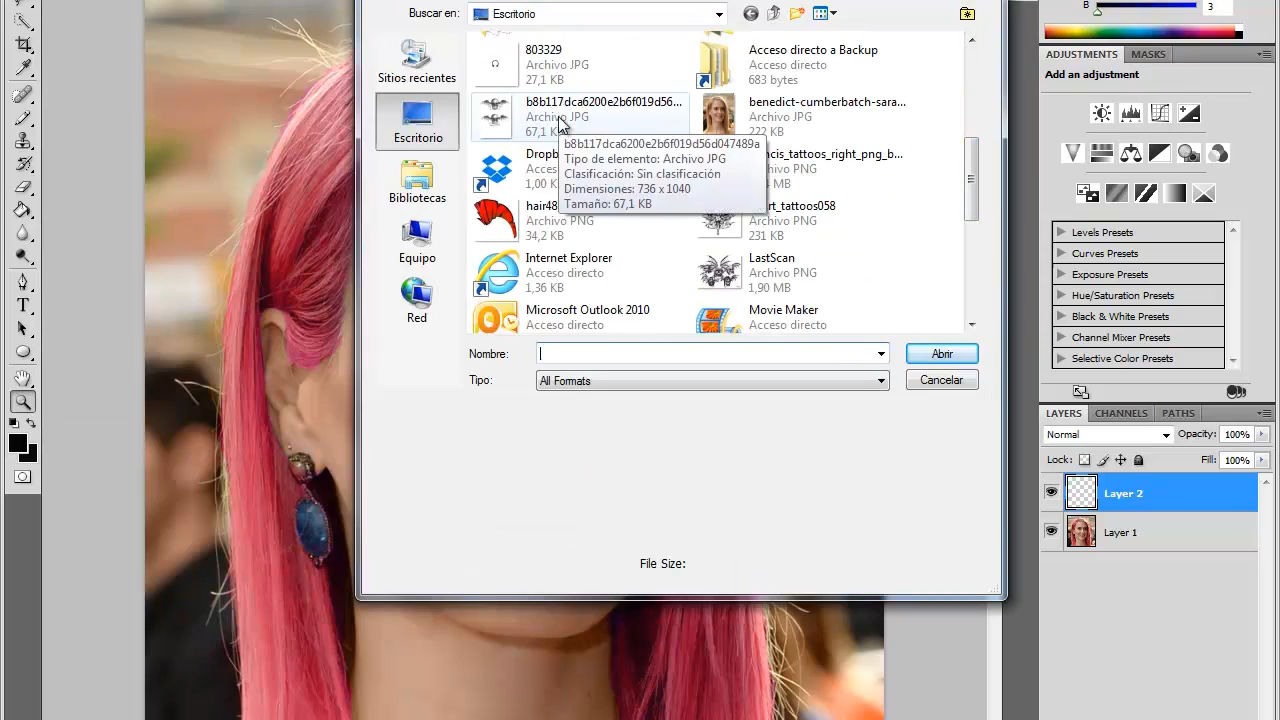 Buscar en:
Escritorio
B
3
ADJUSTMENTS
MASKS
Add an adjustment
Sitios recientes
Escritorio
Bibliotecas
Equipo
Red
803329
Archivo JPG
27,1 KB
Acceso directo a Backup
Acceso directo
683 bytes
b8b117dca6200e2b6f019d56...
Archivo JPG
67,1
benedict-cumberbatch-sara...
222 KB
b8b117dca6200e2b6f019d56d047489a
Tipo de elemento: Archivo JPG
Clasificación: Sin clasificación
Dimensiones: 736 x 1040
Tamaño: 67,1 KB
Dropb
Acces
1,00
ncis_tattoos_right_png_b...
o PNG
MB
hair48
Archivo PNG
34,2 KB
rt_tattoos058
Archivo PNG
231 KB
Internet Explorer
Acceso directo
1,36 KB
LastScan
Archivo PNG
1,90 MB
Microsoft Outlook 2010
Acceso directo
Movie Maker
Acceso directo
Nombre:
Abrir
Tipo:
All Formats
Cancelar
File Size:
Levels Presets
Curves Presets
Exposure Presets
Hue/Saturation Presets
Black & White Presets
Channel Mixer Presets
Selective Color Presets
LAYERS
CHANNELS
PATHS
Normal
Opacity: 100%
Lock:
Fill: 100%
Layer 2
Layer 1